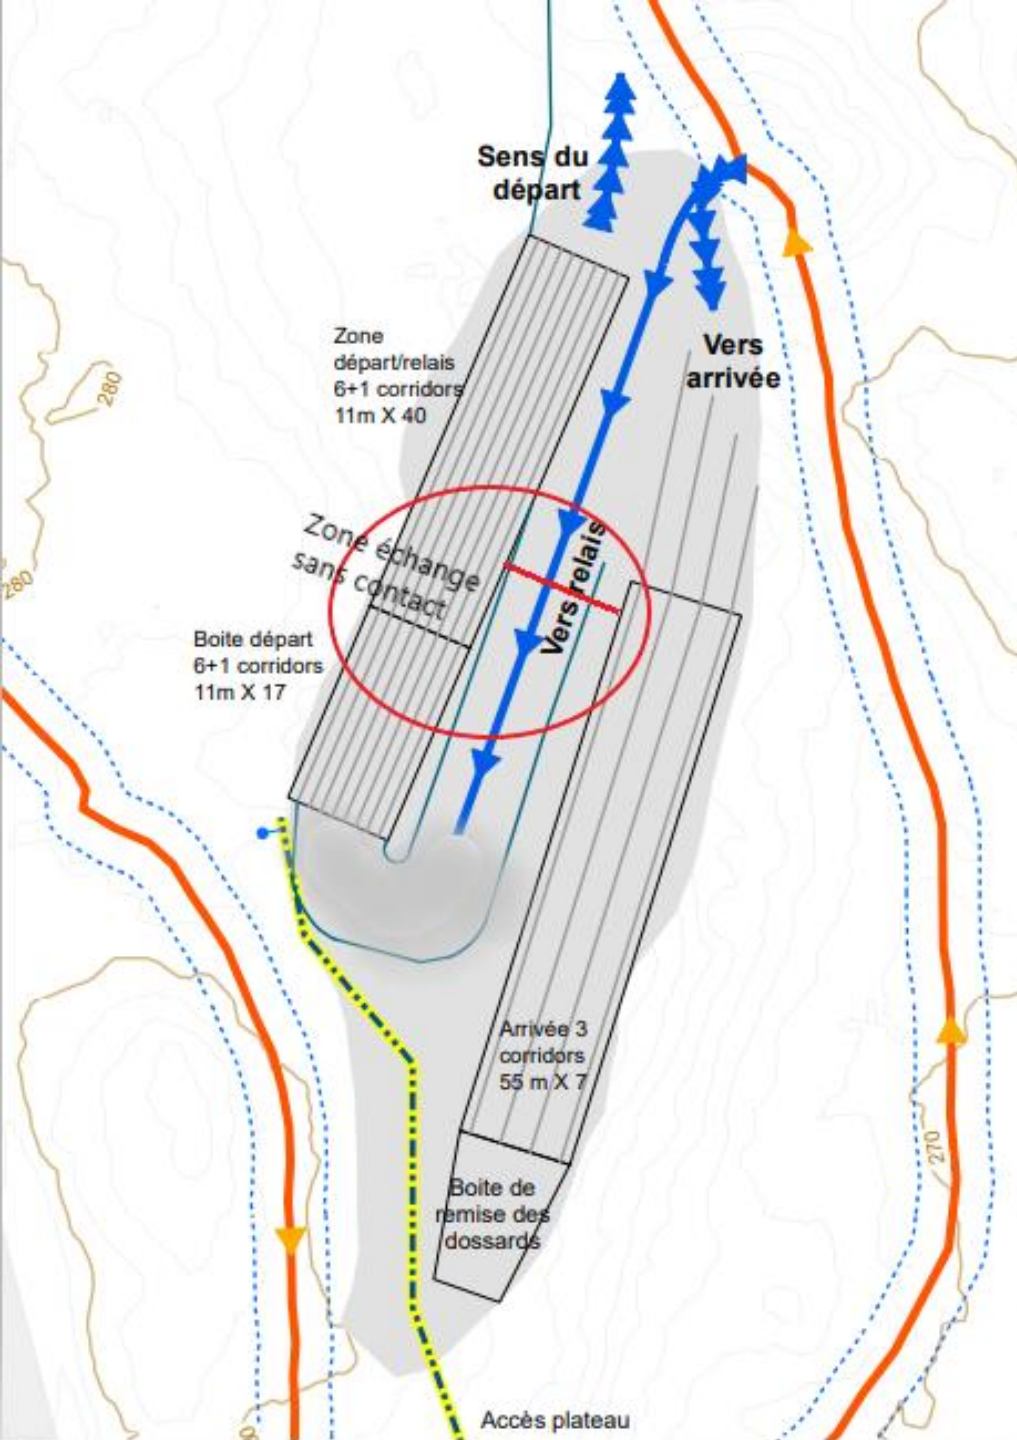 Sens du
départ
Zone
départ/relais
6+1 corridors
11m X 40
Vers
arrivée
280
Zone échange
sans contact
Vers relais
280
Boite départ
6+1 corridors
11m X 17
Arrivée 3
corridors
55 m X 7
270
Boite de
remise des
dossards
Accès plateau